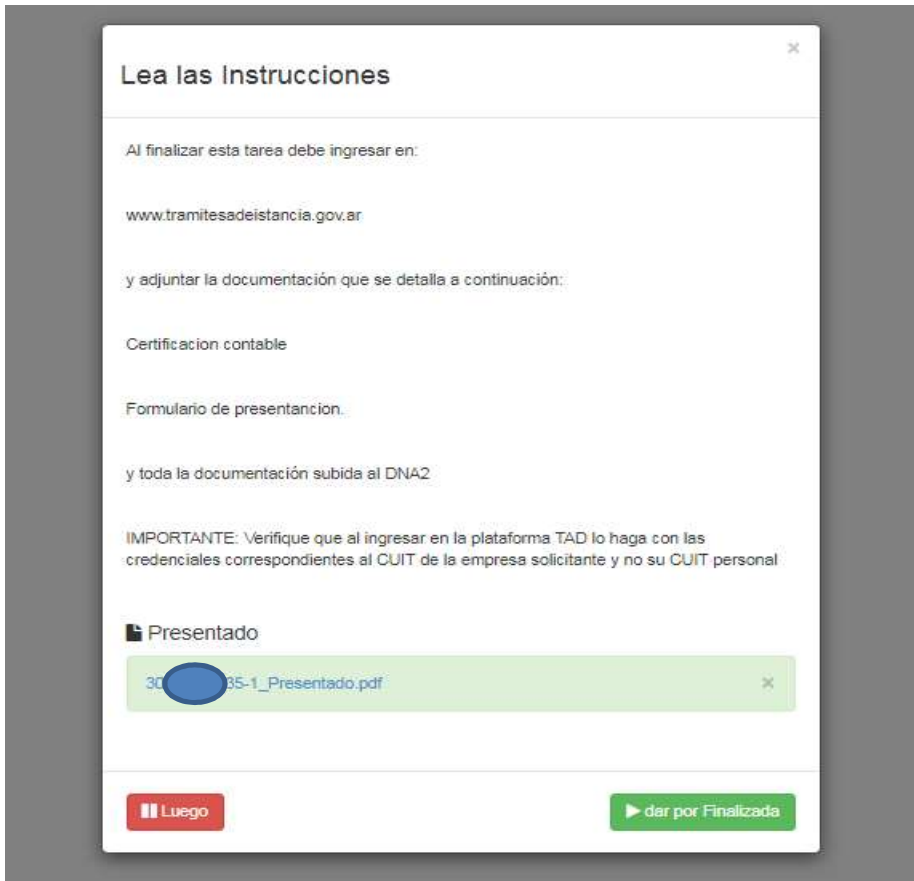 Lea las Instrucciones
Al finalizar esta tarea debe ingresar en:
www.tramitesadeistancia.gov.ar
y adjuntar la documentación que se detalla a continuación:
Certificacion contable
Formulario de presentancion.
y toda la documentación subida al DNA2
IMPORTANTE: Verifique que al ingresar en la plataforma TAD lo haga con las
credenciales correspondientes al CUIT de la empresa solicitante y no su CUIT personal
Presentado
30 35-1_Presentado.pdf
Luego
dar por Finalizada